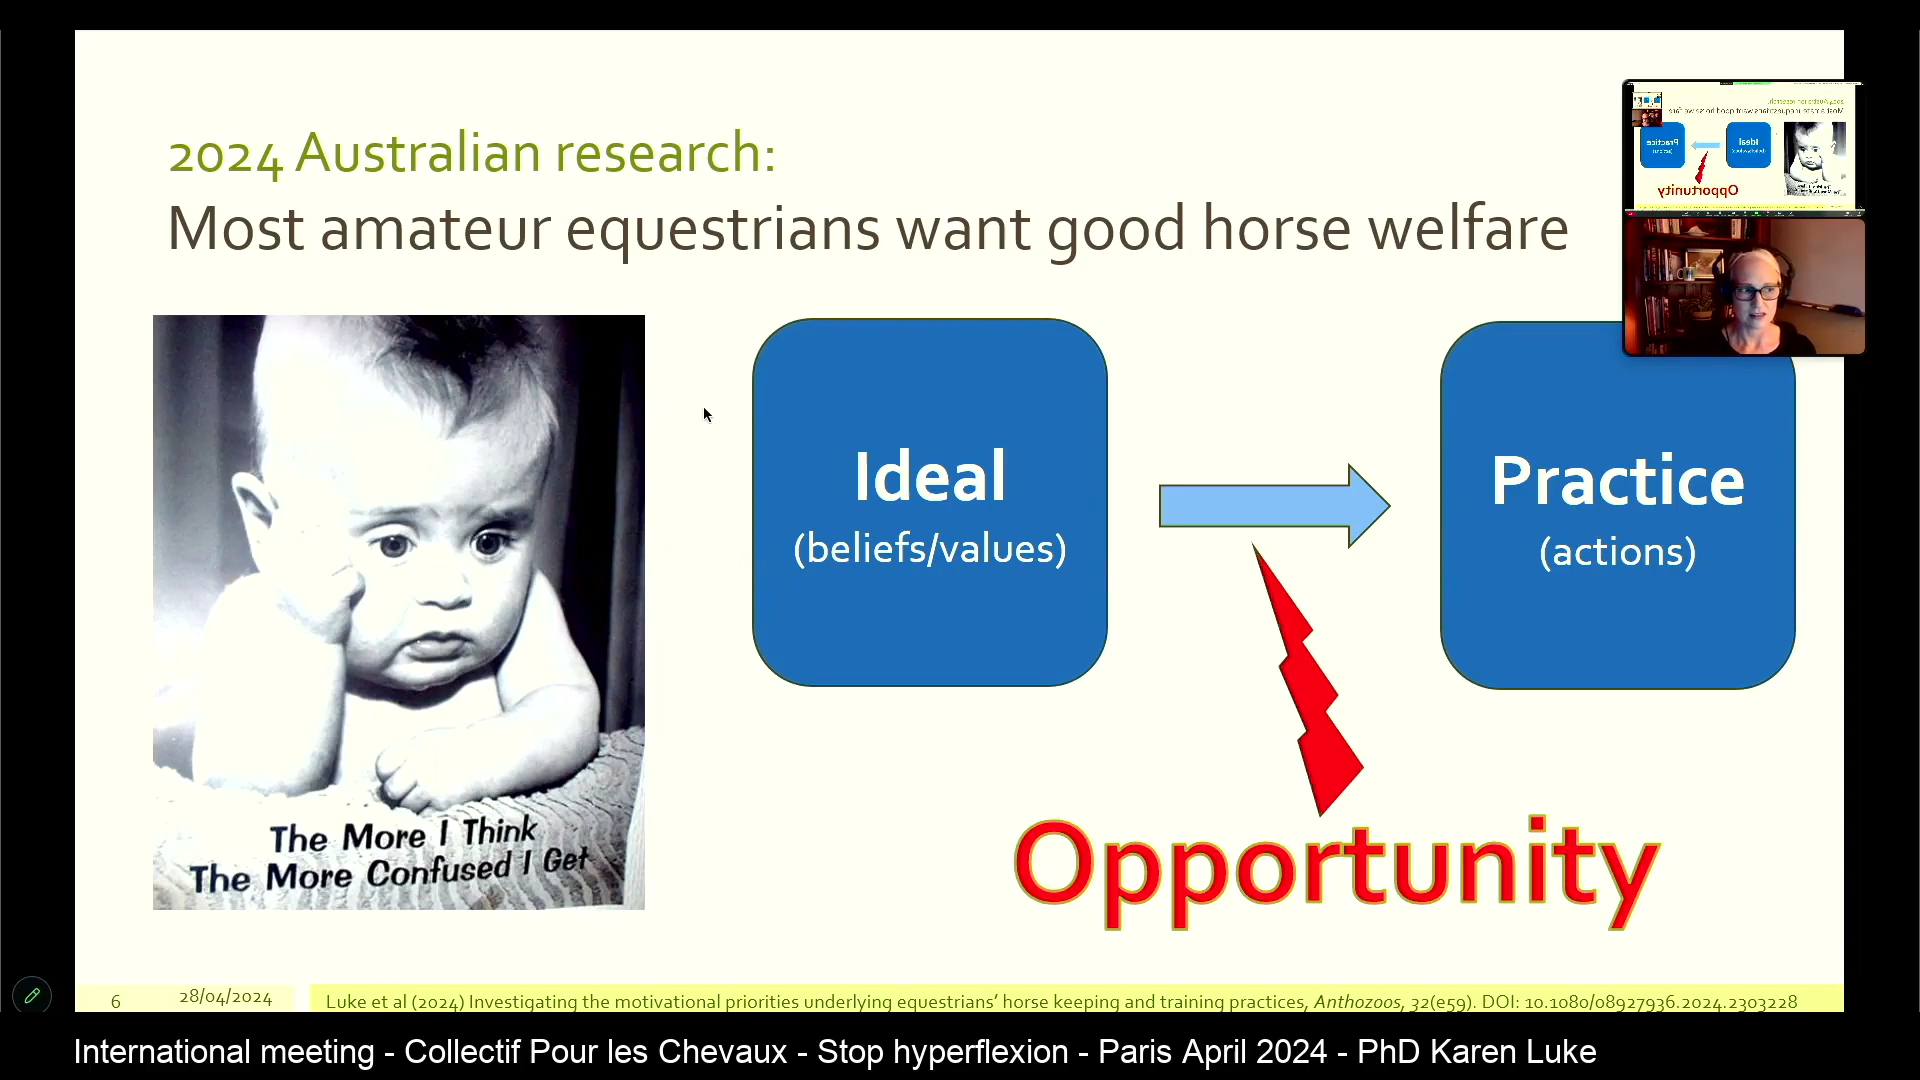 2024 Australian research:
Most amateur equestrians want good horse welfare
Ideal
(beliefs/values)
Practice
(actions)
The More I Think
The More Confused I Get
Opportunity
6
28/04/2024
Luke et al (2024) Investigating the motivational priorities underlying equestrians’ horse keeping and training practices, Anthozoos, 32(e59). DOI: 10.1080/08927936.2024.2303228
International meeting - Collectif Pour les Chevaux - Stop hyperflexion - Paris April 2024 - PhD Karen Luke
Opportunity
Ideal
Practice